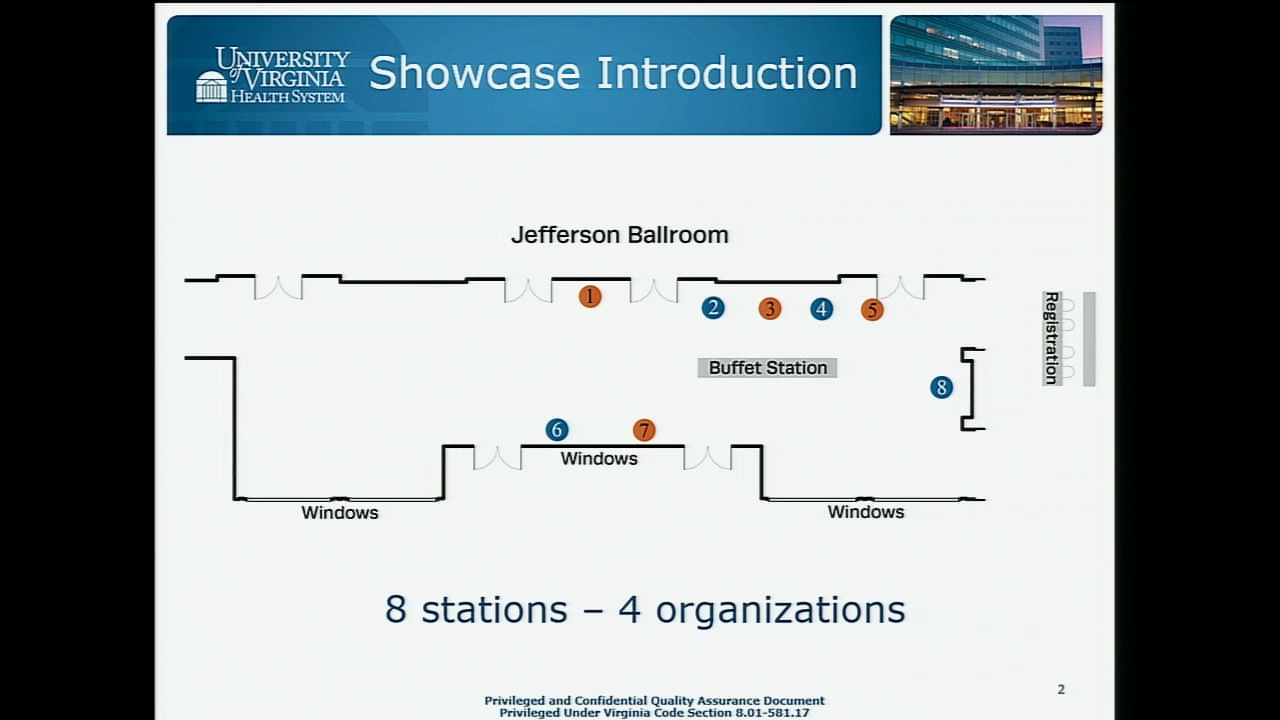 UNIVERSITY
of VIRGINIA
HEALTH SYSTEM
Showcase Introduction
Jefferson Ballroom
1
2
3
4
5
Registration
Buffet Station
8
6
7
Windows
Windows
Windows
8 stations – 4 organizations
2
Privileged and Confidential Quality Assurance Document
Privileged Under Virginia Code Section 8.01-581.17